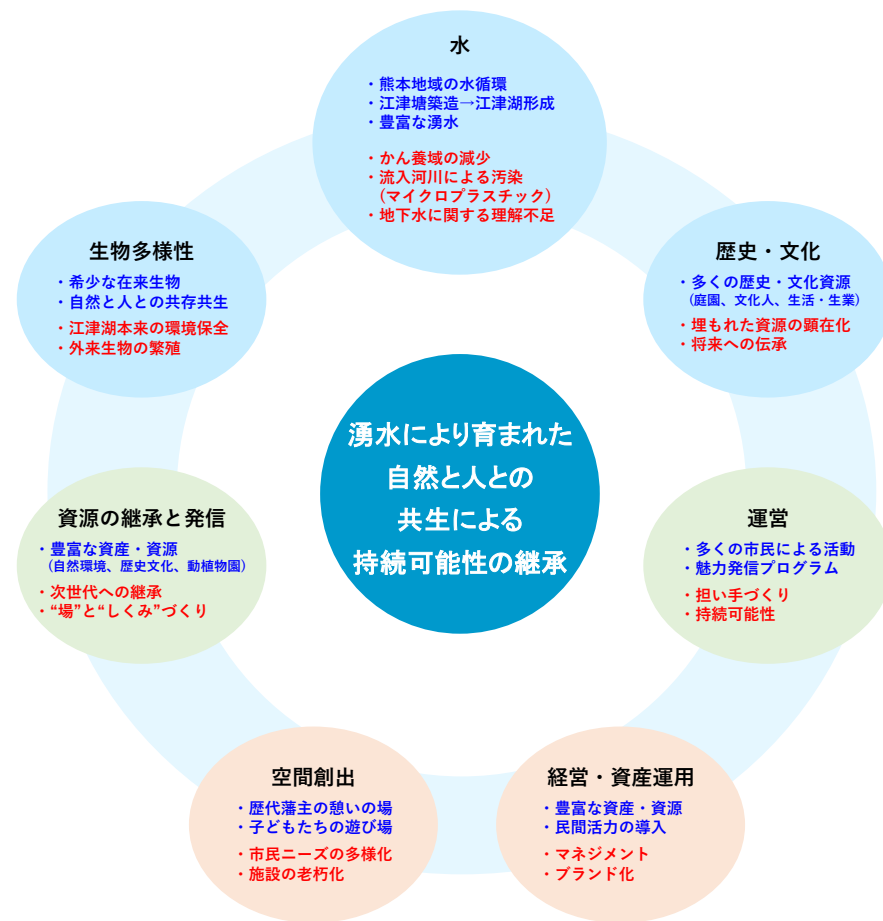 水
・熊本地域の水循環
・江津塘築造→江津湖形成
・豊富な湧水
・かん養域の減少
・流入河川による汚染
(マイクロプラスチック)
・地下水に関する理解不足
生物多様性
・希少な在来生物
・自然と人との共存共生
・江津湖本来の環境保全
・外来生物の繁殖
歴史・文化
・多くの歴史・文化資源
(庭園、文化人、生活・生業)
・埋もれた資源の顕在化
・将来への伝承
湧水により育まれた
自然と人との
共生による
持続可能性の継承
資源の継承と発信
・豊富な資産・資源
(自然環境、歴史文化、動植物園)
・次世代への継承
・“場”と“しくみ”づくり
運営
・多くの市民による活動
・魅力発信プログラム
・担い手づくり
・持続可能性
空間創出
・歴代藩主の憩いの場
・子どもたちの遊び場
・市民ニーズの多様化
・施設の老朽化
経営・資産運用
・豊富な資産・資源
・民間活力の導入
・マネジメント
・ブランド化